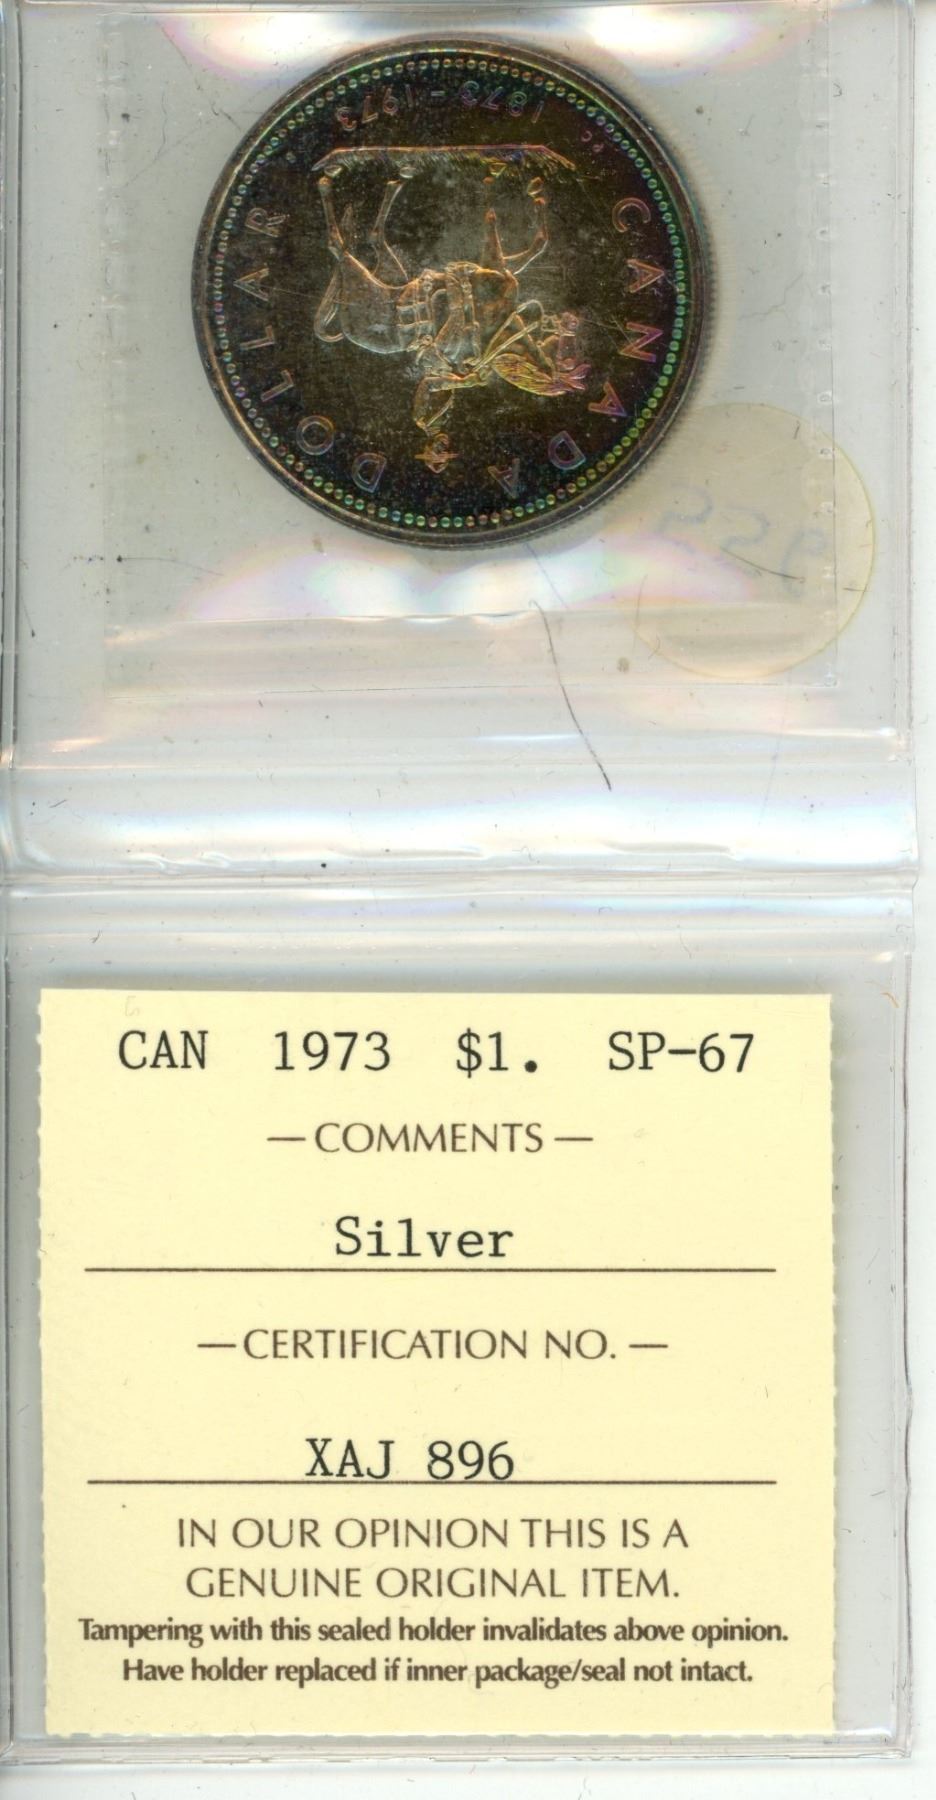 1873-1973
PC
CANADA
DOLLAR
CAN 1973 $1. SP-67
— COMMENTS —
Silver
— CERTIFICATION NO. —
XAJ 896
IN OUR OPINION THIS IS A
GENUINE ORIGINAL ITEM.
Tampering with this sealed holder invalidates above opinion.
Have holder replaced if inner package/seal not intact.